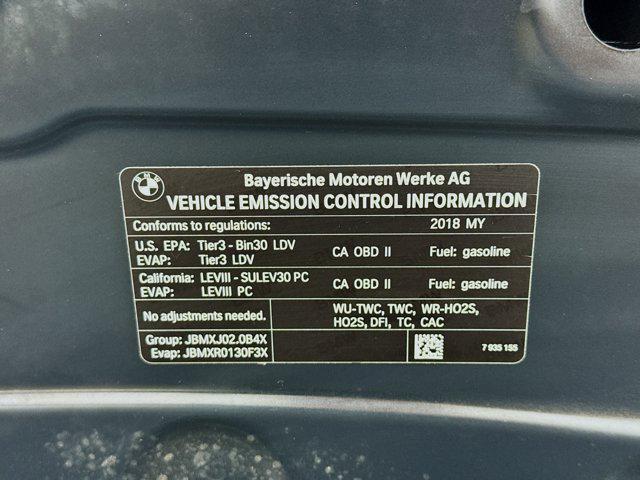 BMW
Bayerische Motoren Werke AG
VEHICLE EMISSION CONTROL INFORMATION
Conforms to regulations: 2018 MY
U.S. EPA: Tier3 - Bin30 LDV CA OBD II Fuel: gasoline
EVAP: Tier3 LDV
California: LEVIII - SULEV30 PC CA OBD II Fuel: gasoline
EVAP: LEVIII PC
No adjustments needed. WU-TWC, TWC, WR-HO2S,
HO2S, DFI, TC, CAC
Group: JBMXJ02.0B4X
Evap: JBMXR0130F3X
7 935 155